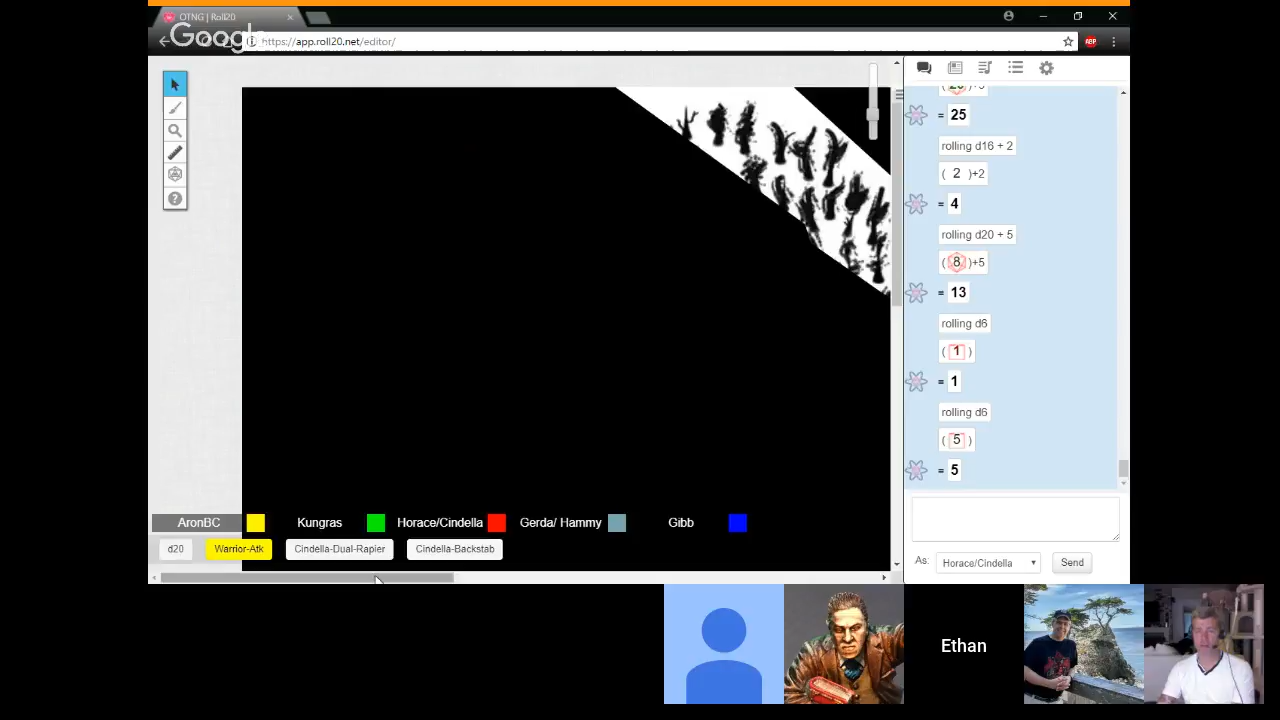 OTNG | Roll20
Google
https://app.roll20.net/editor/
ABP
= 25
rolling d16 + 2
( 2 )+2
= 4
rolling d20 + 5
( 8 )+5
= 13
rolling d6
( 1 )
= 1
rolling d6
( 5 )
= 5
AronBC
Kungras
Horace/Cindella
Gerda/ Hammy
Gibb
d20
Warrior-Atk
Cindella-Dual-Rapier
Cindella-Backstab
As:
Horace/Cindella
Send
Ethan